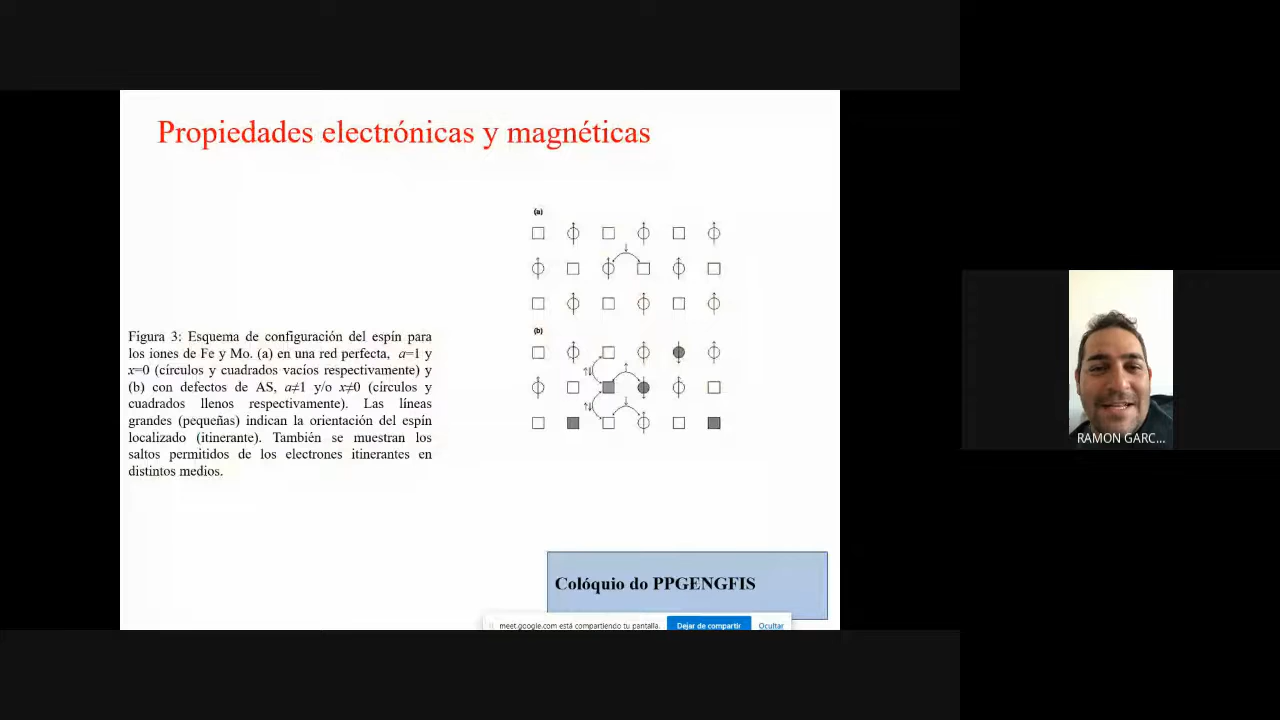 Propiedades electrónicas y magnéticas
(a)
(b)
Figura 3: Esquema de configuración del espín para
los iones de Fe y Mo. (a) en una red perfecta, a=1 y
x=0 (círculos y cuadrados vacíos respectivamente) y
(b) con defectos de AS, a≠1 y/o x≠0 (círculos y
cuadrados llenos respectivamente). Las líneas
grandes (pequeñas) indican la orientación del espín
localizado (itinerante). También se muestran los
saltos permitidos de los electrones itinerantes en
distintos medios.
RAMON GARC...
Colóquio do PPGENGFIS
meet.google.com está compartiendo tu pantalla.
Dejar de compartir
Ocultar